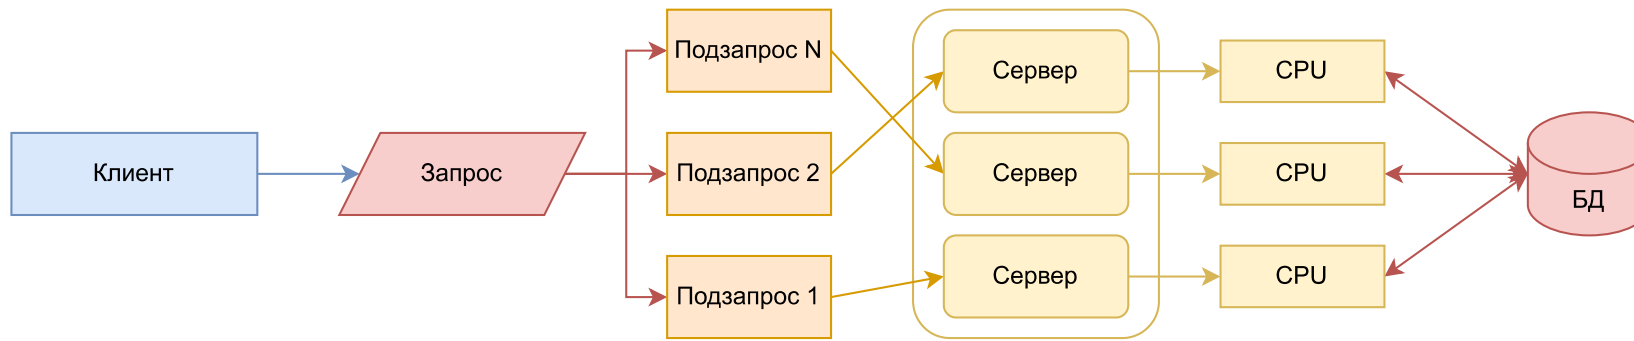 Клиент
Запрос
Подзапрос N
Подзапрос 2
Подзапрос 1
Сервер
Сервер
Сервер
CPU
CPU
CPU
БД